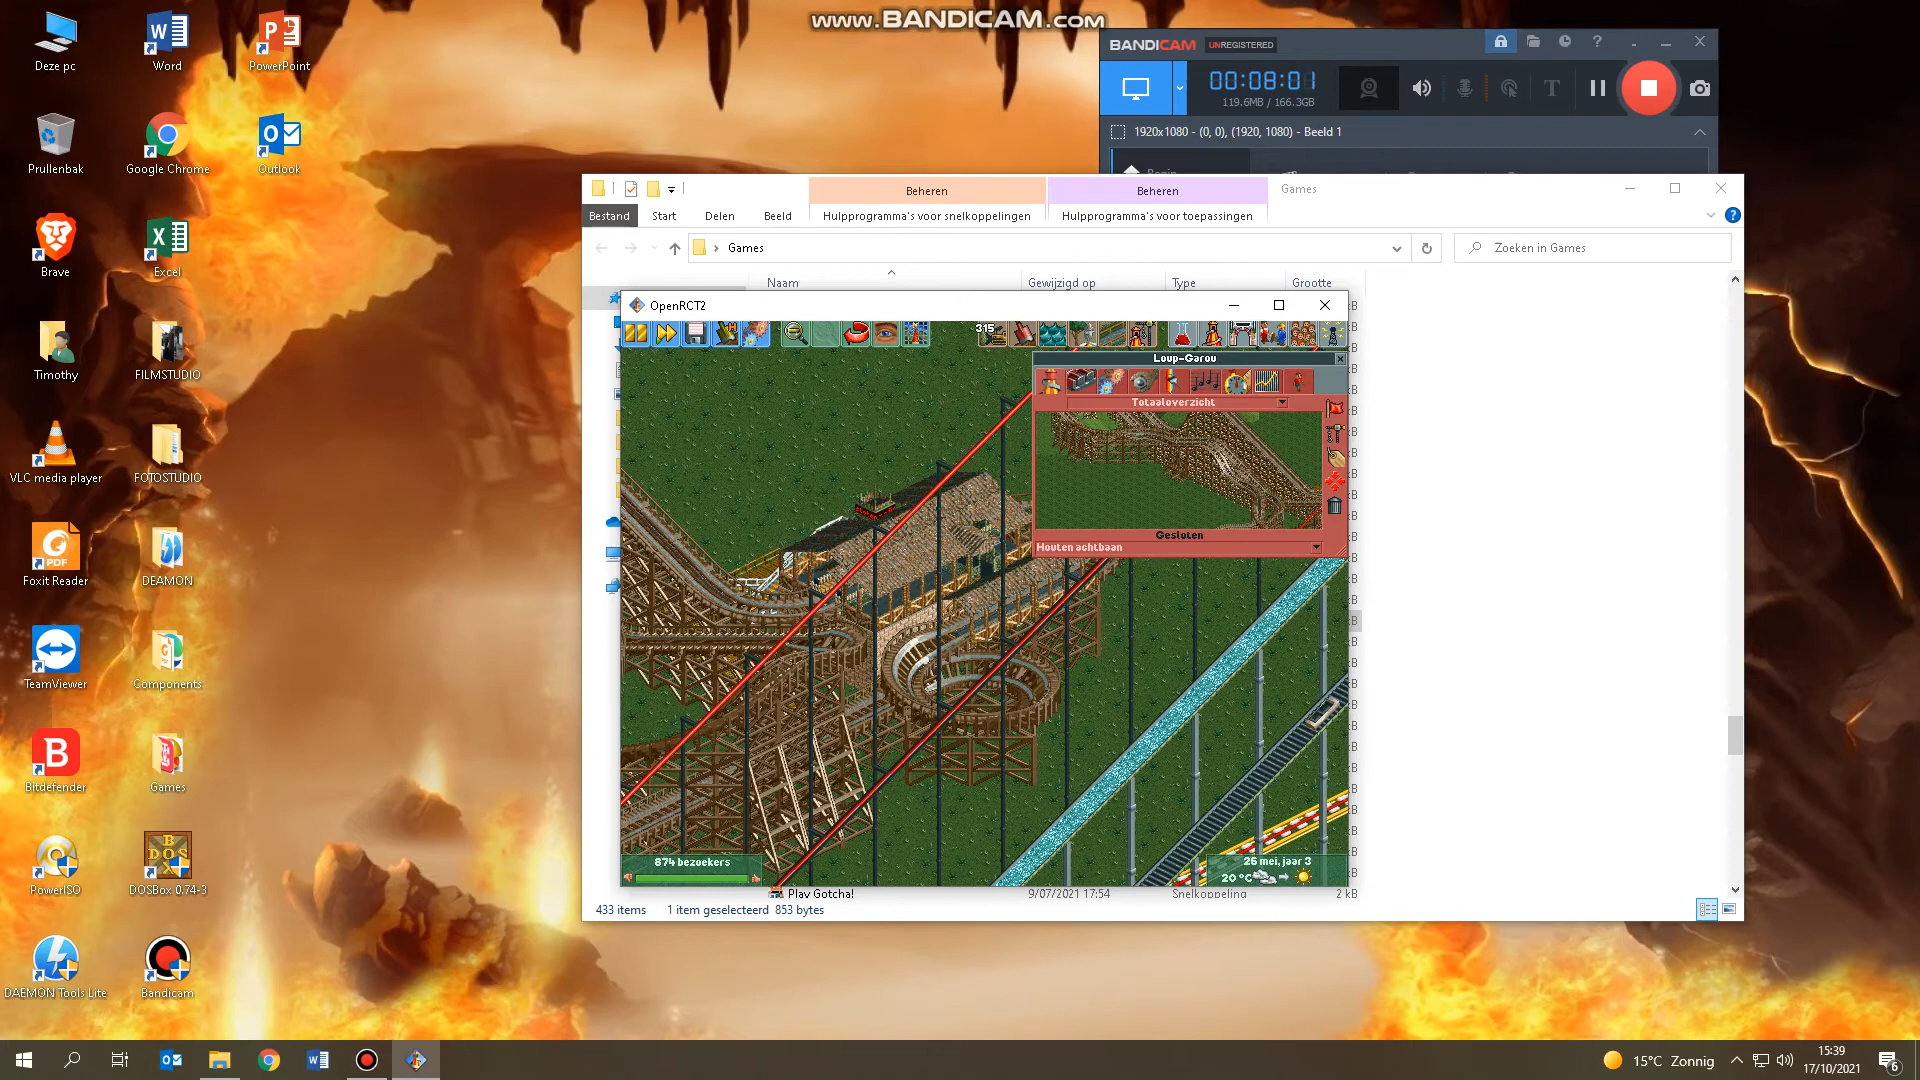 www.BANDICAM.com
Deze pc
Word
PowerPoint
Prullenbak
Google Chrome
Outlook
Brave
Excel
Timothy
FILMSTUDIO
VLC media player
FOTOSTUDIO
Foxit Reader
DEAMON
TeamViewer
Components
Bitdefender
Games
PowerISO
DOSBox 0.74-3
DAEMON Tools Lite
Bandicam
BANDICAM UNREGISTERED
00:08:01
119.6MB / 166.3GB
1920x1080 - (0, 0), (1920, 1080) - Beeld 1
Beheren
Beheren
Games
Bestand
Start
Delen
Beeld
Hulpprogramma's voor snelkoppelingen
Hulpprogramma's voor toepassingen
Games
Zoeken in Games
Naam
Gewijzigd op
Type
Grootte
OpenRCT2
315
Loup-Garou
Totaaloverzicht
Gesloten
Houten achtbaan
874 bezoekers
26 mei, jaar 3
20 °C
Play Gotcha!
9/07/2021 17:54
Snelkoppeling
2 kB
433 items
1 item geselecteerd
853 bytes
15°C Zonnig
15:39
17/10/2021
6